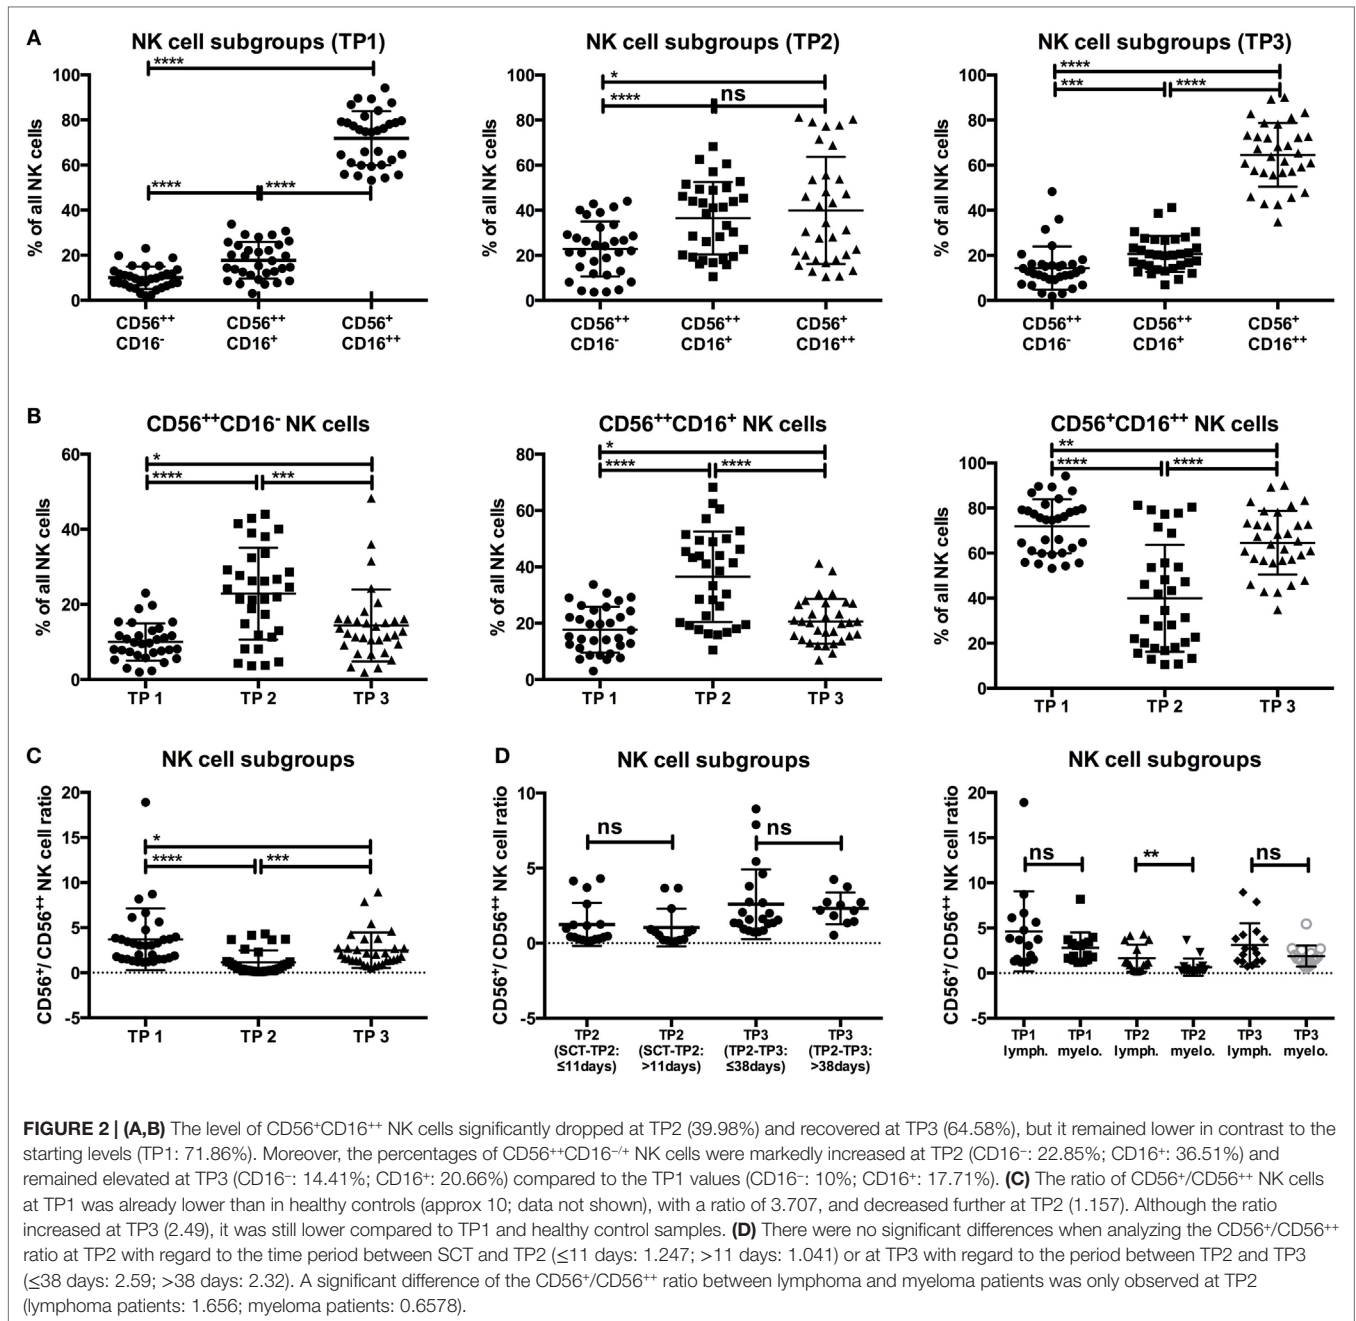 A
NK cell subgroups (TP1)
% of all NK cells
100
80
60
40
20
0
****
****
****
CD56⁺⁺
CD16⁻
CD56⁺⁺
CD16⁺
CD56⁺
CD16⁺⁺
NK cell subgroups (TP2)
% of all NK cells
100
80
60
40
20
0
*
****
ns
CD56⁺⁺
CD16⁻
CD56⁺⁺
CD16⁺
CD56⁺
CD16⁺⁺
NK cell subgroups (TP3)
% of all NK cells
100
80
60
40
20
0
****
***
****
CD56⁺⁺
CD16⁻
CD56⁺⁺
CD16⁺
CD56⁺
CD16⁺⁺
B
CD56⁺⁺CD16⁻ NK cells
% of all NK cells
60
40
20
0
*
****
***
TP 1
TP 2
TP 3
CD56⁺⁺CD16⁺ NK cells
% of all NK cells
80
60
40
20
0
*
****
****
TP 1
TP 2
TP 3
CD56⁺CD16⁺⁺ NK cells
% of all NK cells
100
80
60
40
20
0
**
****
****
TP 1
TP 2
TP 3
C
NK cell subgroups
CD56⁺/ CD56⁺⁺ NK cell ratio
20
15
10
5
0
-5
*
****
***
TP 1
TP 2
TP 3
D
NK cell subgroups
CD56⁺/ CD56⁺⁺ NK cell ratio
10
5
0
-5
ns
ns
TP2
(SCT-TP2:
≤11days)
TP2
(SCT-TP2:
>11days)
TP3
(TP2-TP3:
≤38days)
TP3
(TP2-TP3:
>38days)
NK cell subgroups
CD56⁺/ CD56⁺⁺ NK cell ratio
20
15
10
5
0
-5
ns
**
ns
TP1
lymph.
TP1
myelo.
TP2
lymph.
TP2
myelo.
TP3
lymph.
TP3
myelo.
FIGURE 2 | (A,B) The level of CD56⁺CD16⁺⁺ NK cells significantly dropped at TP2 (39.98%) and recovered at TP3 (64.58%), but it remained lower in contrast to the
starting levels (TP1: 71.86%). Moreover, the percentages of CD56⁺⁺CD16⁻/⁺ NK cells were markedly increased at TP2 (CD16⁻: 22.85%; CD16⁺: 36.51%) and
remained elevated at TP3 (CD16⁻: 14.41%; CD16⁺: 20.66%) compared to the TP1 values (CD16⁻: 10%; CD16⁺: 17.71%). (C) The ratio of CD56⁺/CD56⁺⁺ NK cells
at TP1 was already lower than in healthy controls (approx 10; data not shown), with a ratio of 3.707, and decreased further at TP2 (1.157). Although the ratio
increased at TP3 (2.49), it was still lower compared to TP1 and healthy control samples. (D) There were no significant differences when analyzing the CD56⁺/CD56⁺⁺
ratio at TP2 with regard to the time period between SCT and TP2 (≤11 days: 1.247; >11 days: 1.041) or at TP3 with regard to the period between TP2 and TP3
(≤38 days: 2.59; >38 days: 2.32). A significant difference of the CD56⁺/CD56⁺⁺ ratio between lymphoma and myeloma patients was only observed at TP2
(lymphoma patients: 1.656; myeloma patients: 0.6578).